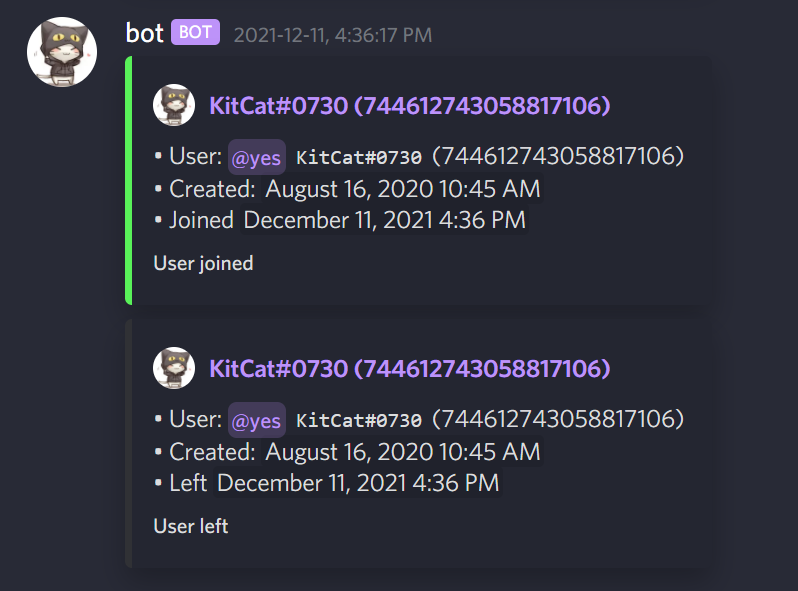 bot BOT 2021-12-11, 4:36:17 PM
KitCat#0730 (744612743058817106)
• User: @yes KitCat#0730 (744612743058817106)
• Created: August 16, 2020 10:45 AM
• Joined December 11, 2021 4:36 PM
User joined
KitCat#0730 (744612743058817106)
• User: @yes KitCat#0730 (744612743058817106)
• Created: August 16, 2020 10:45 AM
• Left December 11, 2021 4:36 PM
User left